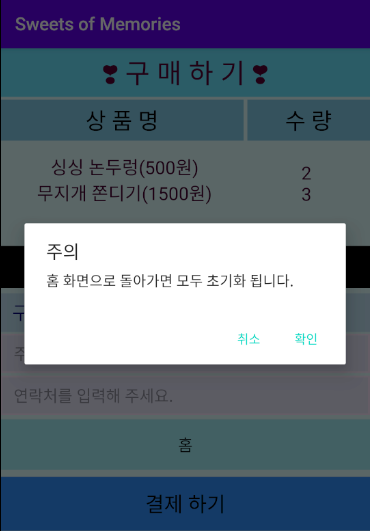 Sweets of Memories
❣ 구 매 하 기 ❣
상 품 명 수 량
싱싱 논두렁(500원) 2
무지개 쫀디기(1500원) 3
주의
홈 화면으로 돌아가면 모두 초기화 됩니다.
취소 확인
구
주
연락처를 입력해 주세요.
홈
결제 하기